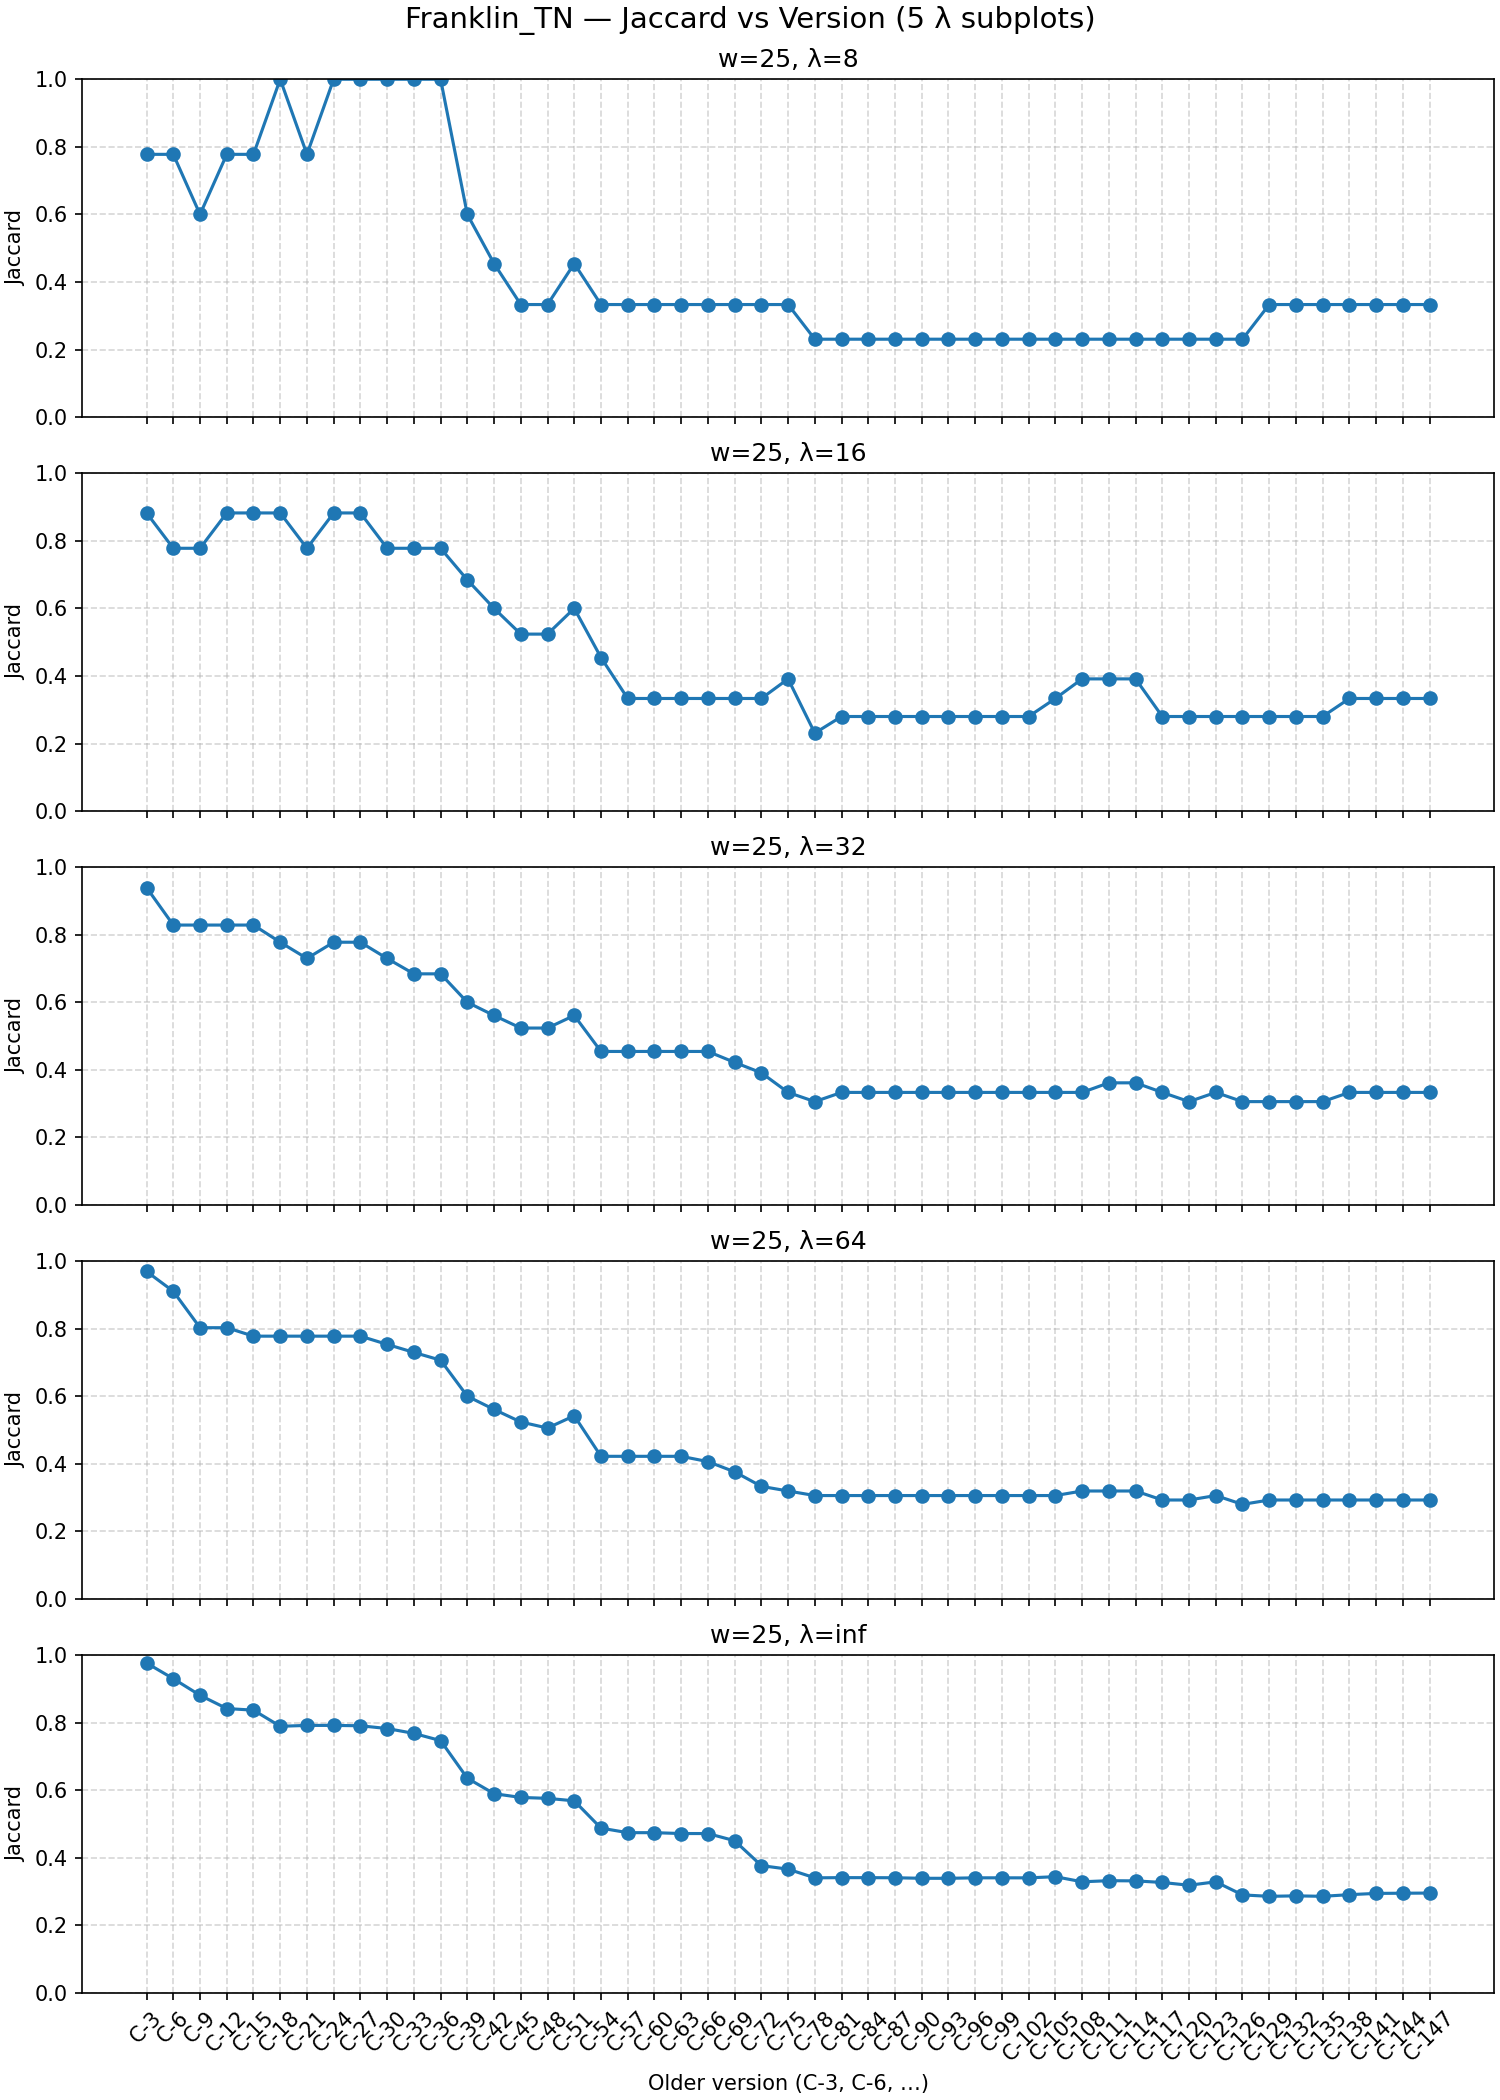 Franklin_TN — Jaccard vs Version (5 λ subplots)
w=25, λ=8
1.0
0.8
0.6
0.4
0.2
0.0
Jaccard
w=25, λ=16
1.0
0.8
0.6
0.4
0.2
0.0
Jaccard
w=25, λ=32
1.0
0.8
0.6
0.4
0.2
0.0
Jaccard
w=25, λ=64
1.0
0.8
0.6
0.4
0.2
0.0
Jaccard
w=25, λ=inf
1.0
0.8
0.6
0.4
0.2
0.0
Jaccard
C-3 C-6 C-9 C-12 C-15 C-18 C-21 C-24 C-27 C-30 C-33 C-36 C-39 C-42 C-45 C-48 C-51 C-54 C-57 C-60 C-63 C-66 C-69 C-72 C-75 C-78 C-81 C-84 C-87 C-90 C-93 C-96 C-99 C-102 C-105 C-108 C-111 C-114 C-117 C-120 C-123 C-126 C-129 C-132 C-135 C-138 C-141 C-144 C-147
Older version (C-3, C-6, ...)